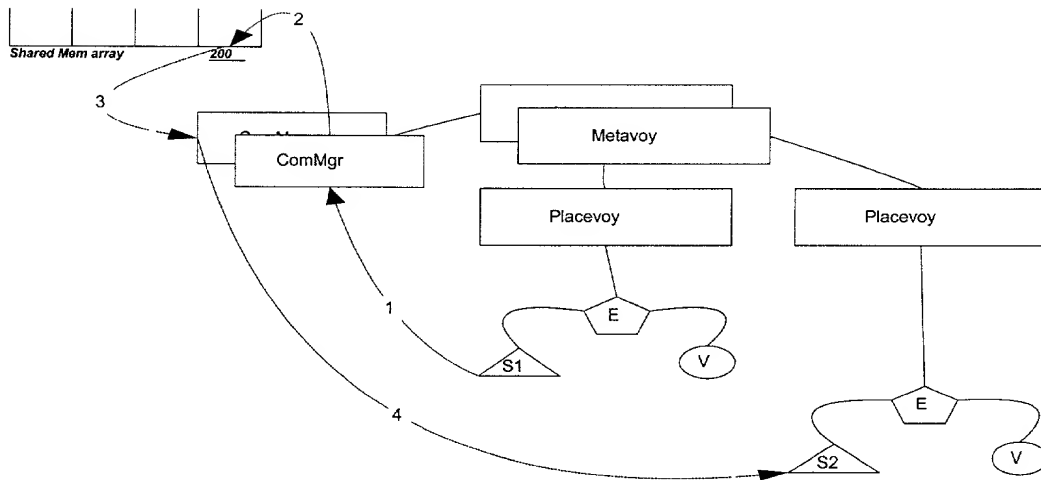 2
Shared Mem array 200
3
Metavoy
ComMgr
Placevoy Placevoy
1
E
S1 V
E
4
S2 V